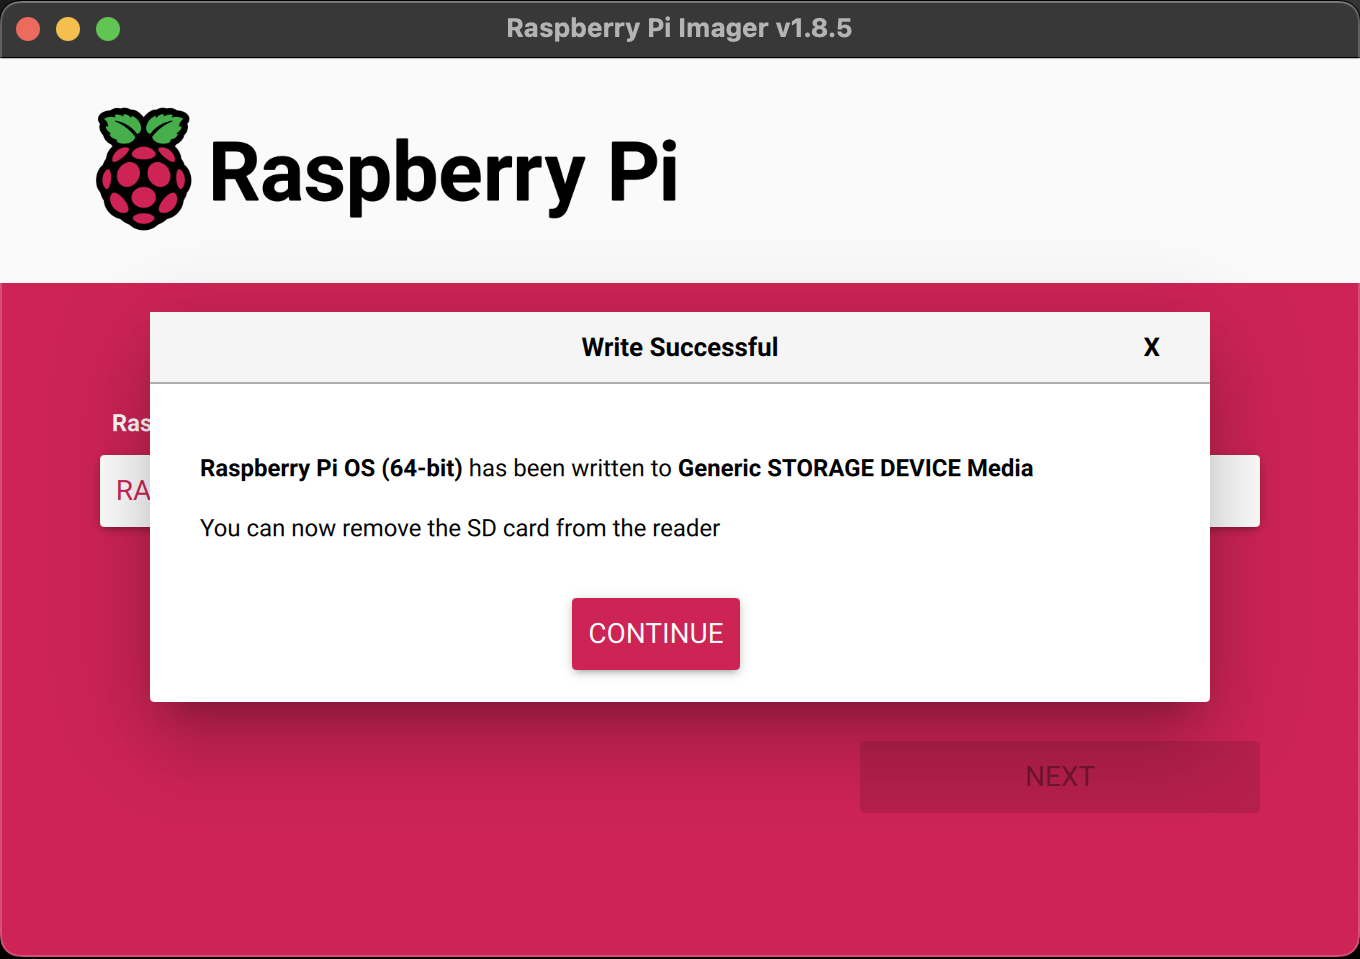 Raspberry Pi Imager v1.8.5
Raspberry Pi
Write Successful
X
Ras
RA
Raspberry Pi OS (64-bit) has been written to Generic STORAGE DEVICE Media
You can now remove the SD card from the reader
CONTINUE
NEXT